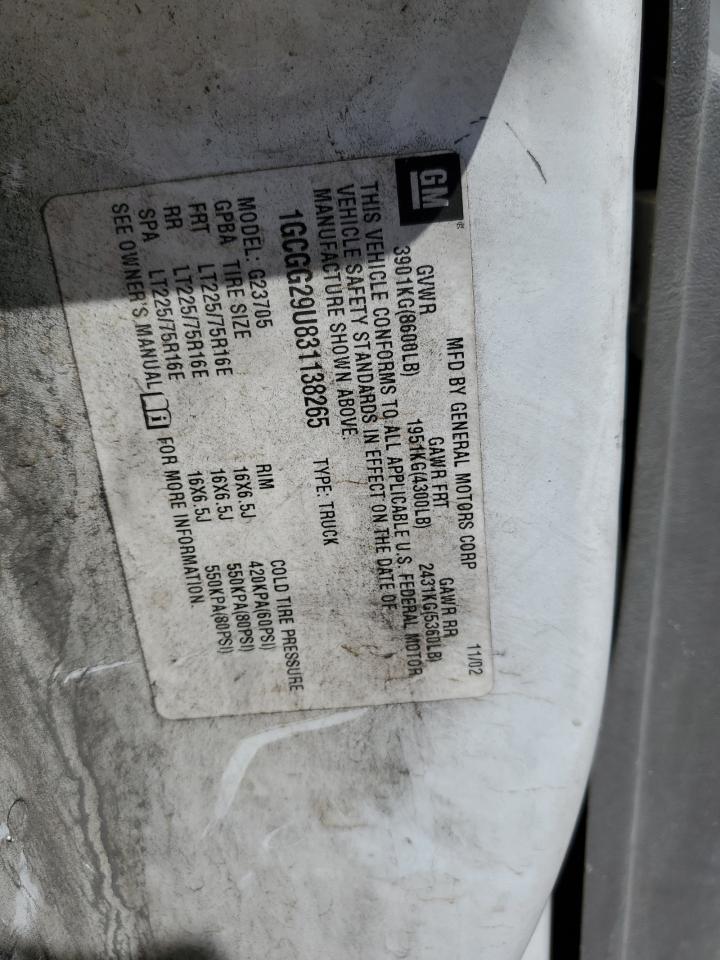 GM
MFD BY GENERAL MOTORS CORP 11/02
GVWR GAWR FRT GAWR RR
3901KG(8600LB) 1951KG(4300LB) 2431KG(5360LB)
THIS VEHICLE CONFORMS TO ALL APPLICABLE U.S. FEDERAL MOTOR
VEHICLE SAFETY STANDARDS IN EFFECT ON THE DATE OF
MANUFACTURE SHOWN ABOVE.
1GCGG29U831138265 TYPE: TRUCK
MODEL: G23705
GPBA TIRE SIZE RIM COLD TIRE PRESSURE
FRT LT225/75R16E 16X6.5J 420KPA(60PSI)
RR LT225/75R16E 16X6.5J 550KPA(80PSI)
SPA LT225/75R16E 16X6.5J 550KPA(80PSI)
SEE OWNER'S MANUAL FOR MORE INFORMATION.